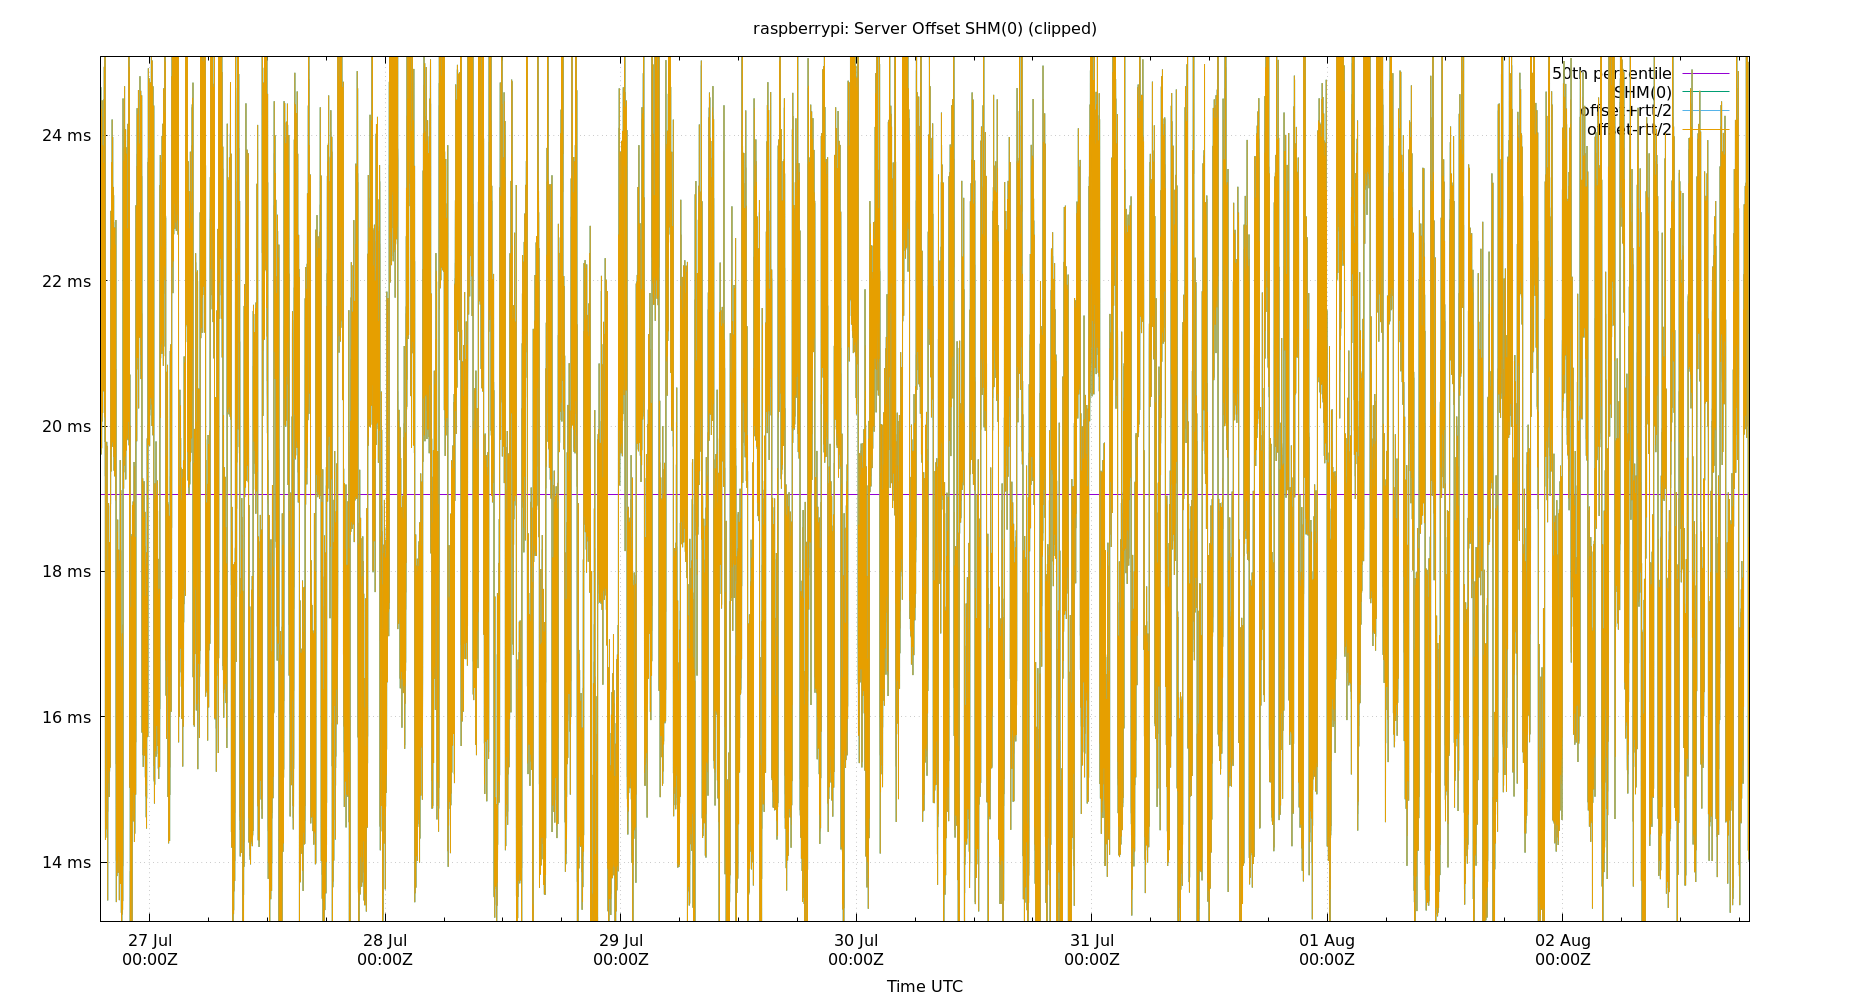 raspberrypi: Server Offset SHM(0) (clipped)
50th percentile
SHM(0)
offset+rtt/2
offset-rtt/2
24 ms
22 ms
20 ms
18 ms
16 ms
14 ms
27 Jul 28 Jul 29 Jul 30 Jul 31 Jul 01 Aug 02 Aug
00:00Z 00:00Z 00:00Z 00:00Z 00:00Z 00:00Z 00:00Z
Time UTC